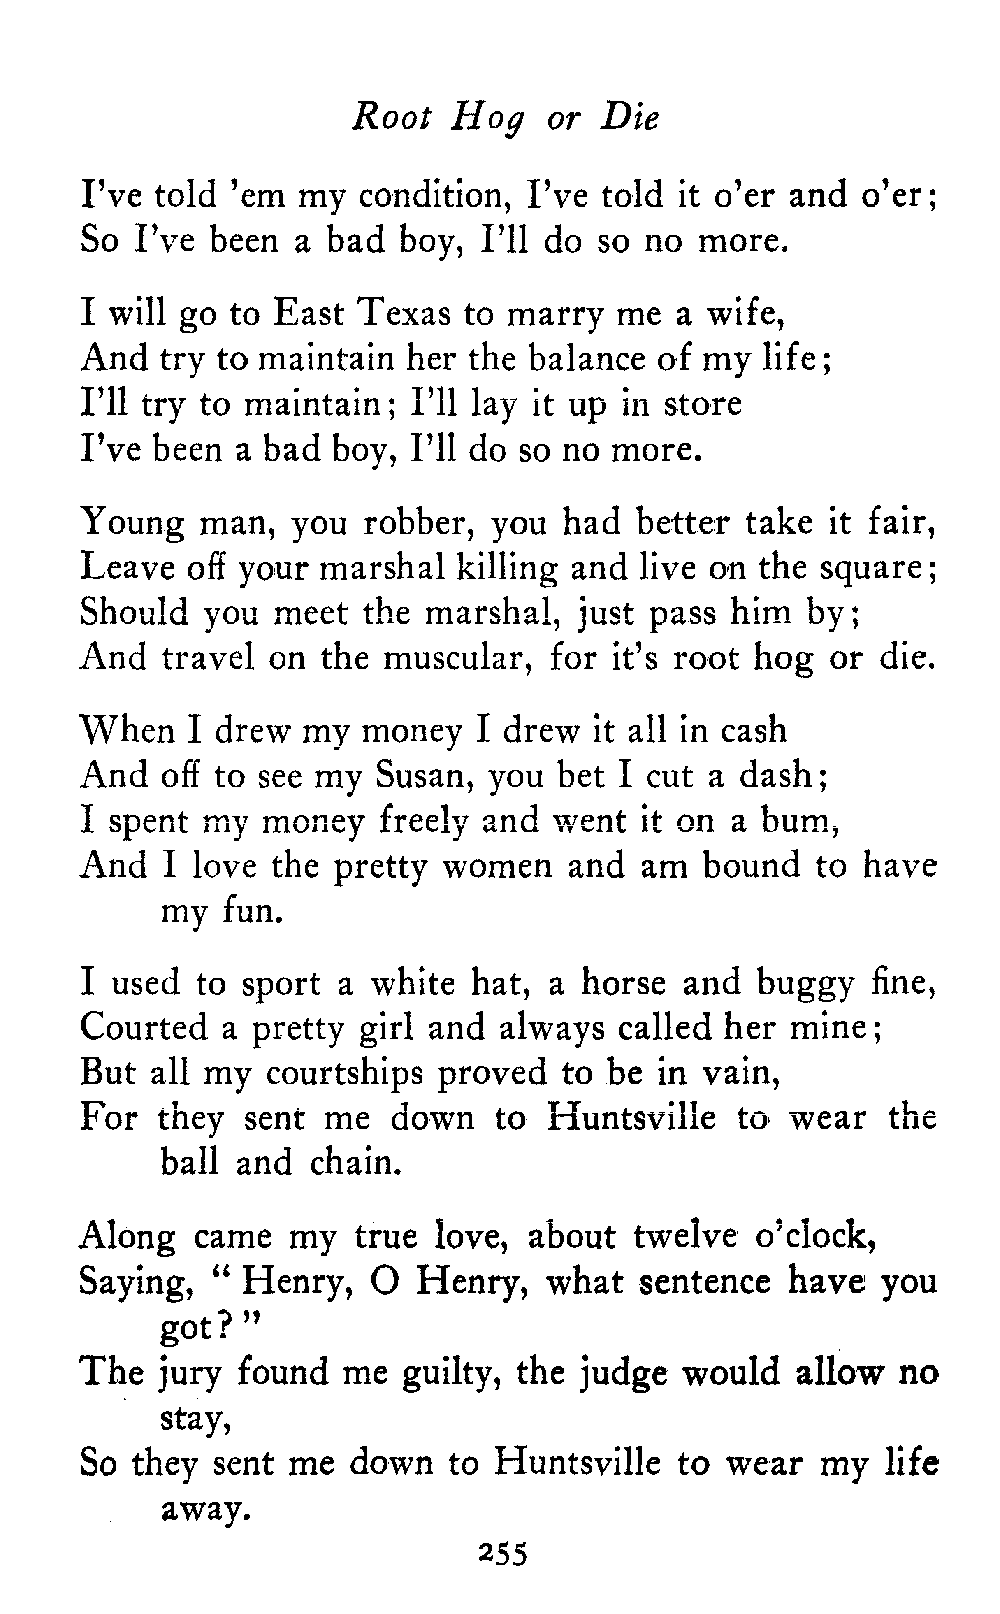 Root Hog or Die
I've told 'em my condition, I've told it o'er and o'er;
So I've been a bad boy, I'll do so no more.
I will go to East Texas to marry me a wife,
And try to maintain her the balance of my life;
I'll try to maintain; I'll lay it up in store
I've been a bad boy, I'll do so no more.
Young man, you robber, you had better take it fair,
Leave off your marshal killing and live on the square;
Should you meet the marshal, just pass him by;
And travel on the muscular, for it's root hog or die.
When I drew my money I drew it all in cash
And off to see my Susan, you bet I cut a dash;
I spent my money freely and went it on a bum,
And I love the pretty women and am bound to have
my fun.
I used to sport a white hat, a horse and buggy fine,
Courted a pretty girl and always called her mine;
But all my courtships proved to be in vain,
For they sent me down to Huntsville to wear the
ball and chain.
Along came my true love, about twelve o'clock,
Saying, " Henry, O Henry, what sentence have you
got? "
The jury found me guilty, the judge would allow no
stay,
So they sent me down to Huntsville to wear my life
away.
255